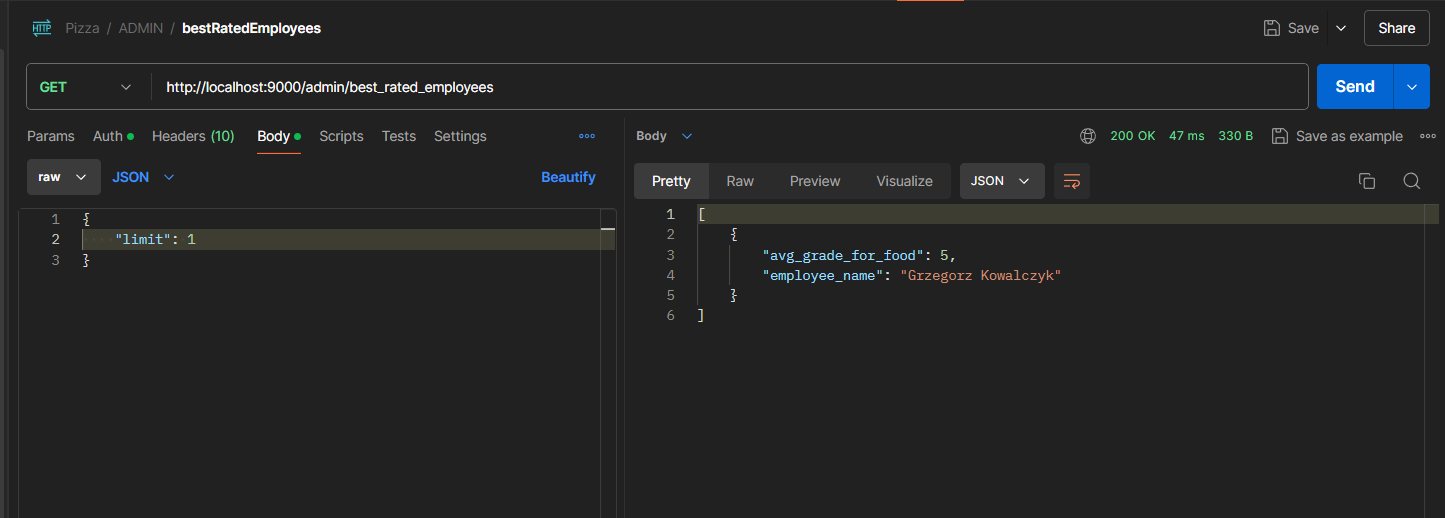 HTTP Pizza / ADMIN / bestRatedEmployees Save Share
GET http://localhost:9000/admin/best_rated_employees Send
Params Auth Headers (10) Body Scripts Tests Settings
Body 200 OK 47 ms 330 B Save as example
raw JSON Beautify
Pretty Raw Preview Visualize JSON
1 {
2 "limit": 1
3 }
1 [
2 {
3 "avg_grade_for_food": 5,
4 "employee_name": "Grzegorz Kowalczyk"
5 }
6 ]